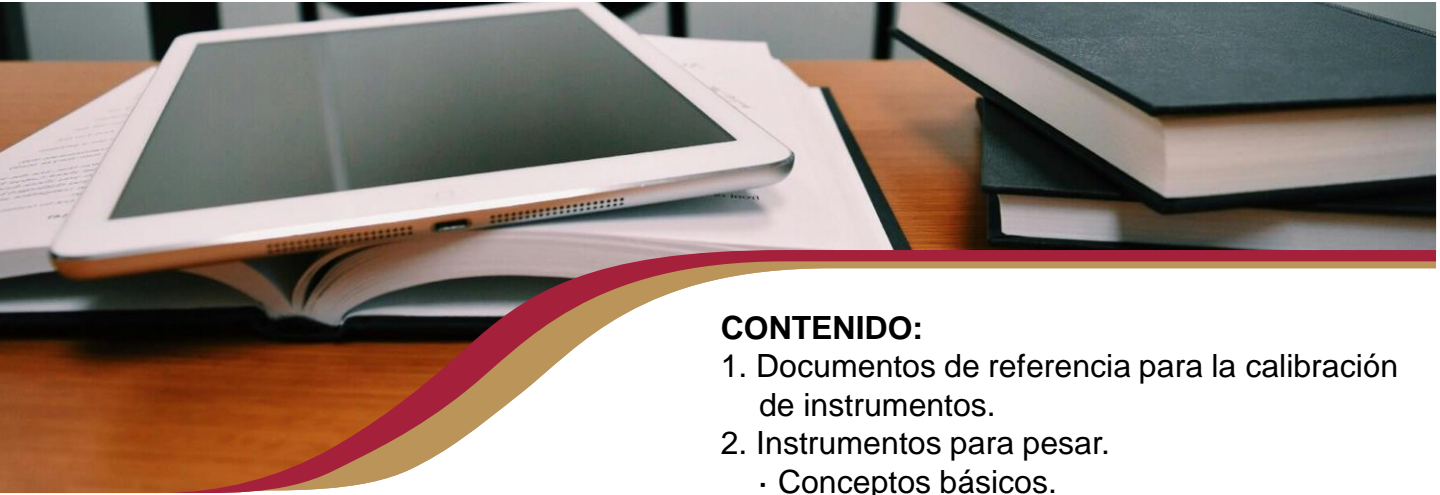 CONTENIDO:
1. Documentos de referencia para la calibración
de instrumentos.
2. Instrumentos para pesar.
· Conceptos básicos.